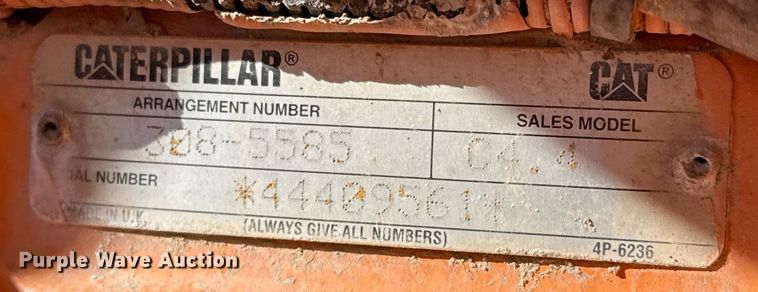 CATERPILLAR® CAT®
ARRANGEMENT NUMBER SALES MODEL
308-5585 C4.4
IAL NUMBER *44409561*
MADE IN U.K.
(ALWAYS GIVE ALL NUMBERS) 4P-6236
Purple Wave Auction